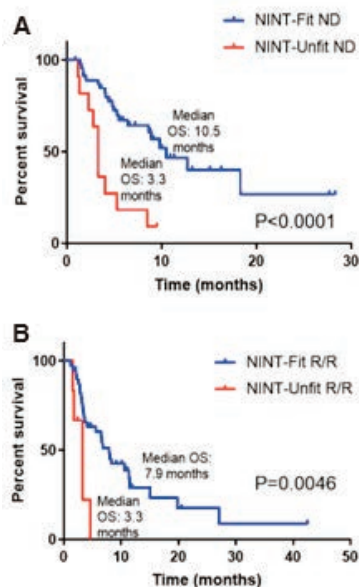 A
NINT-Fit ND
NINT-Unfit ND
Percent survival
100
50
0
Median
OS: 10.5
months
Median
OS: 3.3
months
P<0.0001
0
10
20
30
Time (months)
B
NINT-Fit R/R
NINT-Unfit R/R
Percent survival
100
50
0
Median OS:
7.9 months
Median
OS: 3.3
months
P=0.0046
0
10
20
30
40
50
Time (months)